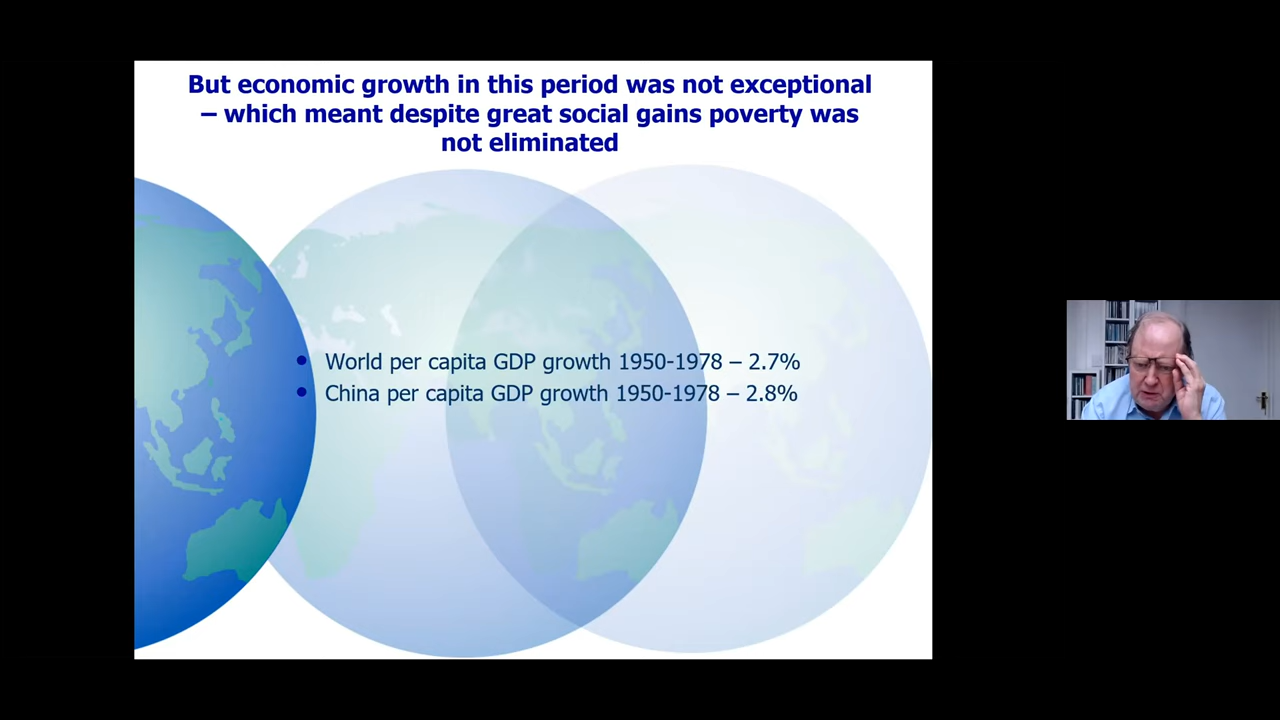 But economic growth in this period was not exceptional
– which meant despite great social gains poverty was
not eliminated
• World per capita GDP growth 1950-1978 – 2.7%
• China per capita GDP growth 1950-1978 – 2.8%